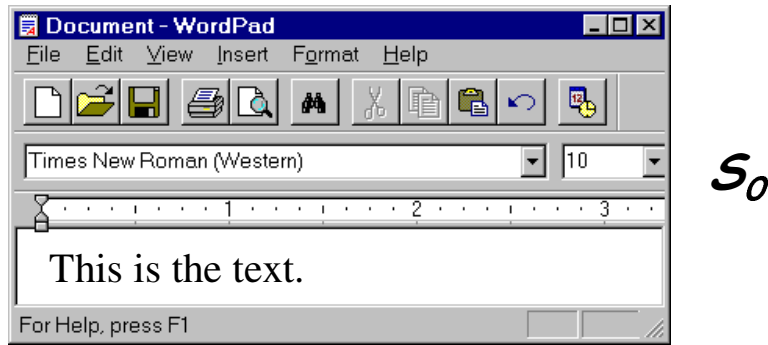 Document - WordPad
File Edit View Insert Format Help
12
Times New Roman (Western) 10
1 2 3
This is the text.
For Help, press F1
S0